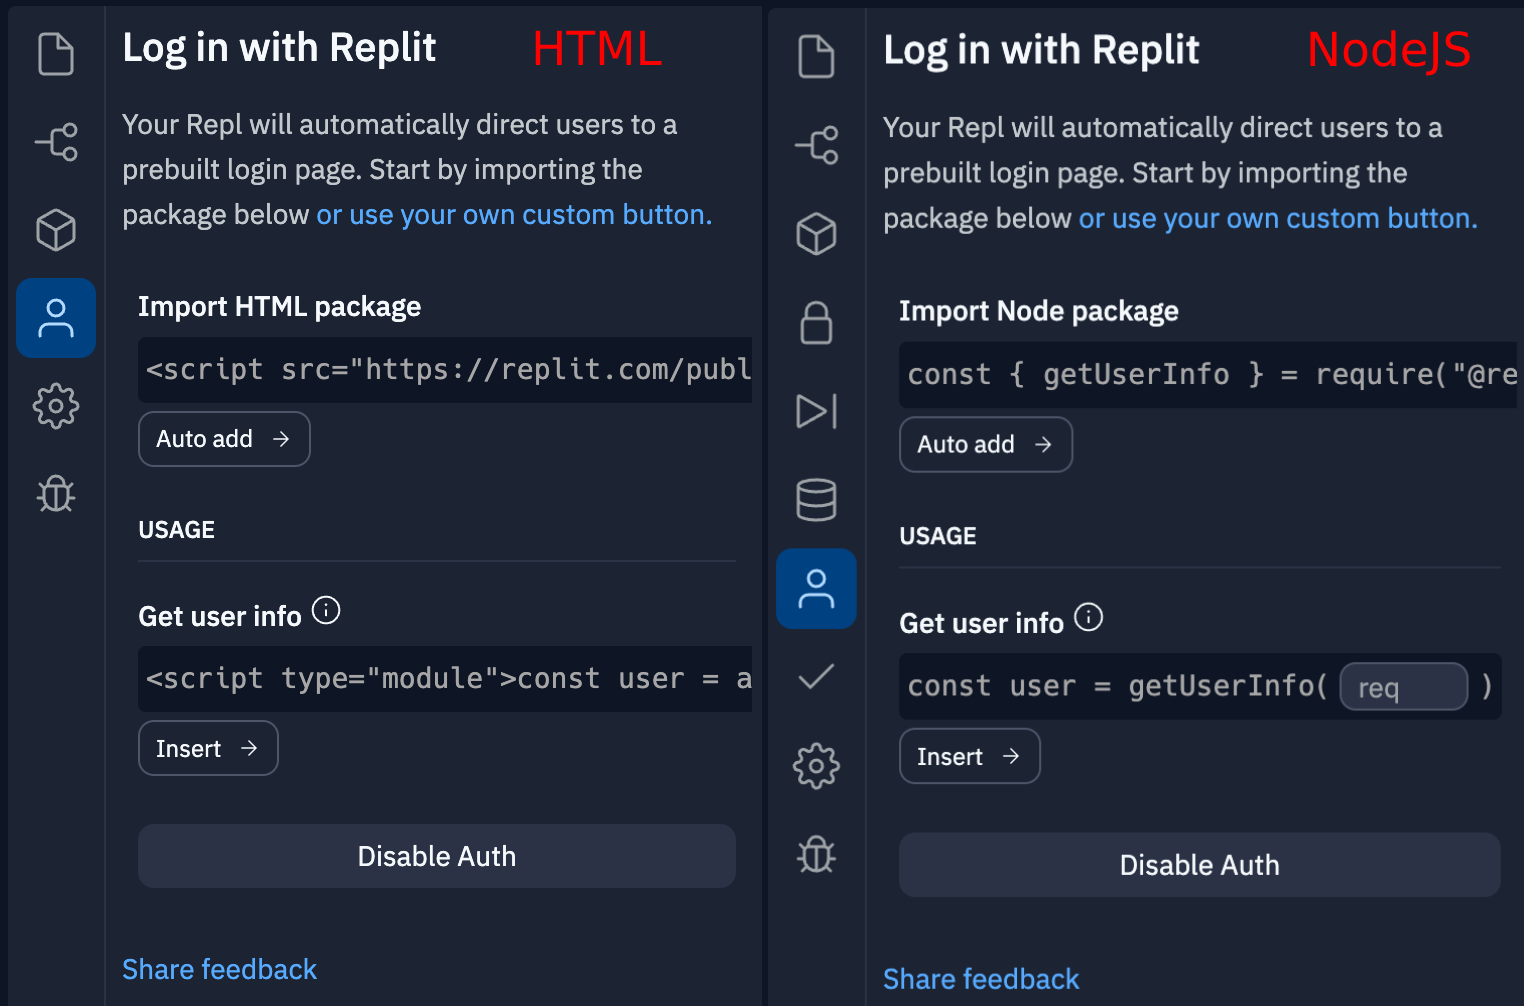 Log in with Replit HTML
Your Repl will automatically direct users to a
prebuilt login page. Start by importing the
package below or use your own custom button.
Import HTML package
<script src="https://replit.com/publ
Auto add →
USAGE
Get user info
<script type="module">const user = a
Insert →
Disable Auth
Share feedback
Log in with Replit NodeJS
Your Repl will automatically direct users to a
prebuilt login page. Start by importing the
package below or use your own custom button.
Import Node package
const { getUserInfo } = require("@re
Auto add →
USAGE
Get user info
const user = getUserInfo( req )
Insert →
Disable Auth
Share feedback